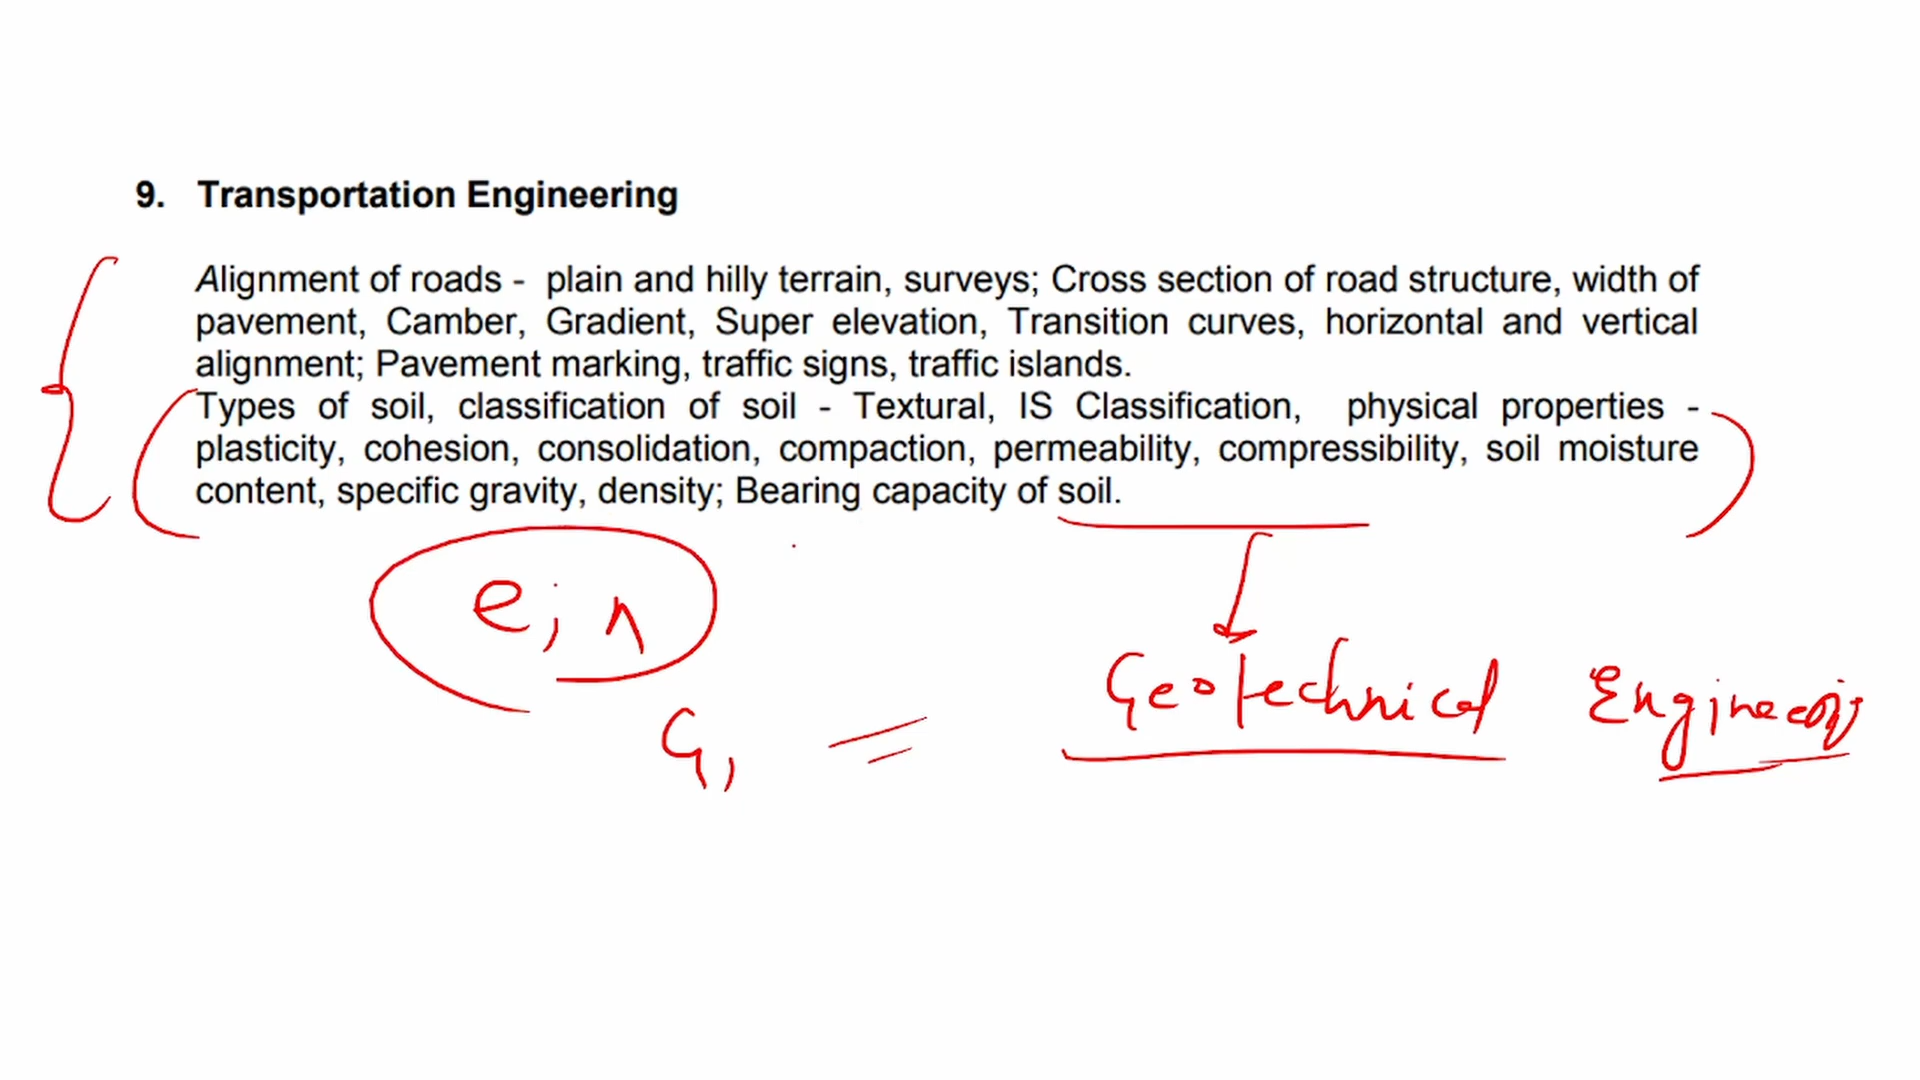 9. Transportation Engineering
Alignment of roads - plain and hilly terrain, surveys; Cross section of road structure, width of
pavement, Camber, Gradient, Super elevation, Transition curves, horizontal and vertical
alignment; Pavement marking, traffic signs, traffic islands.
Types of soil, classification of soil - Textural, IS Classification, physical properties -
plasticity, cohesion, consolidation, compaction, permeability, compressibility, soil moisture
content, specific gravity, density; Bearing capacity of soil.
e, n
G,
Geotechnical Engineering